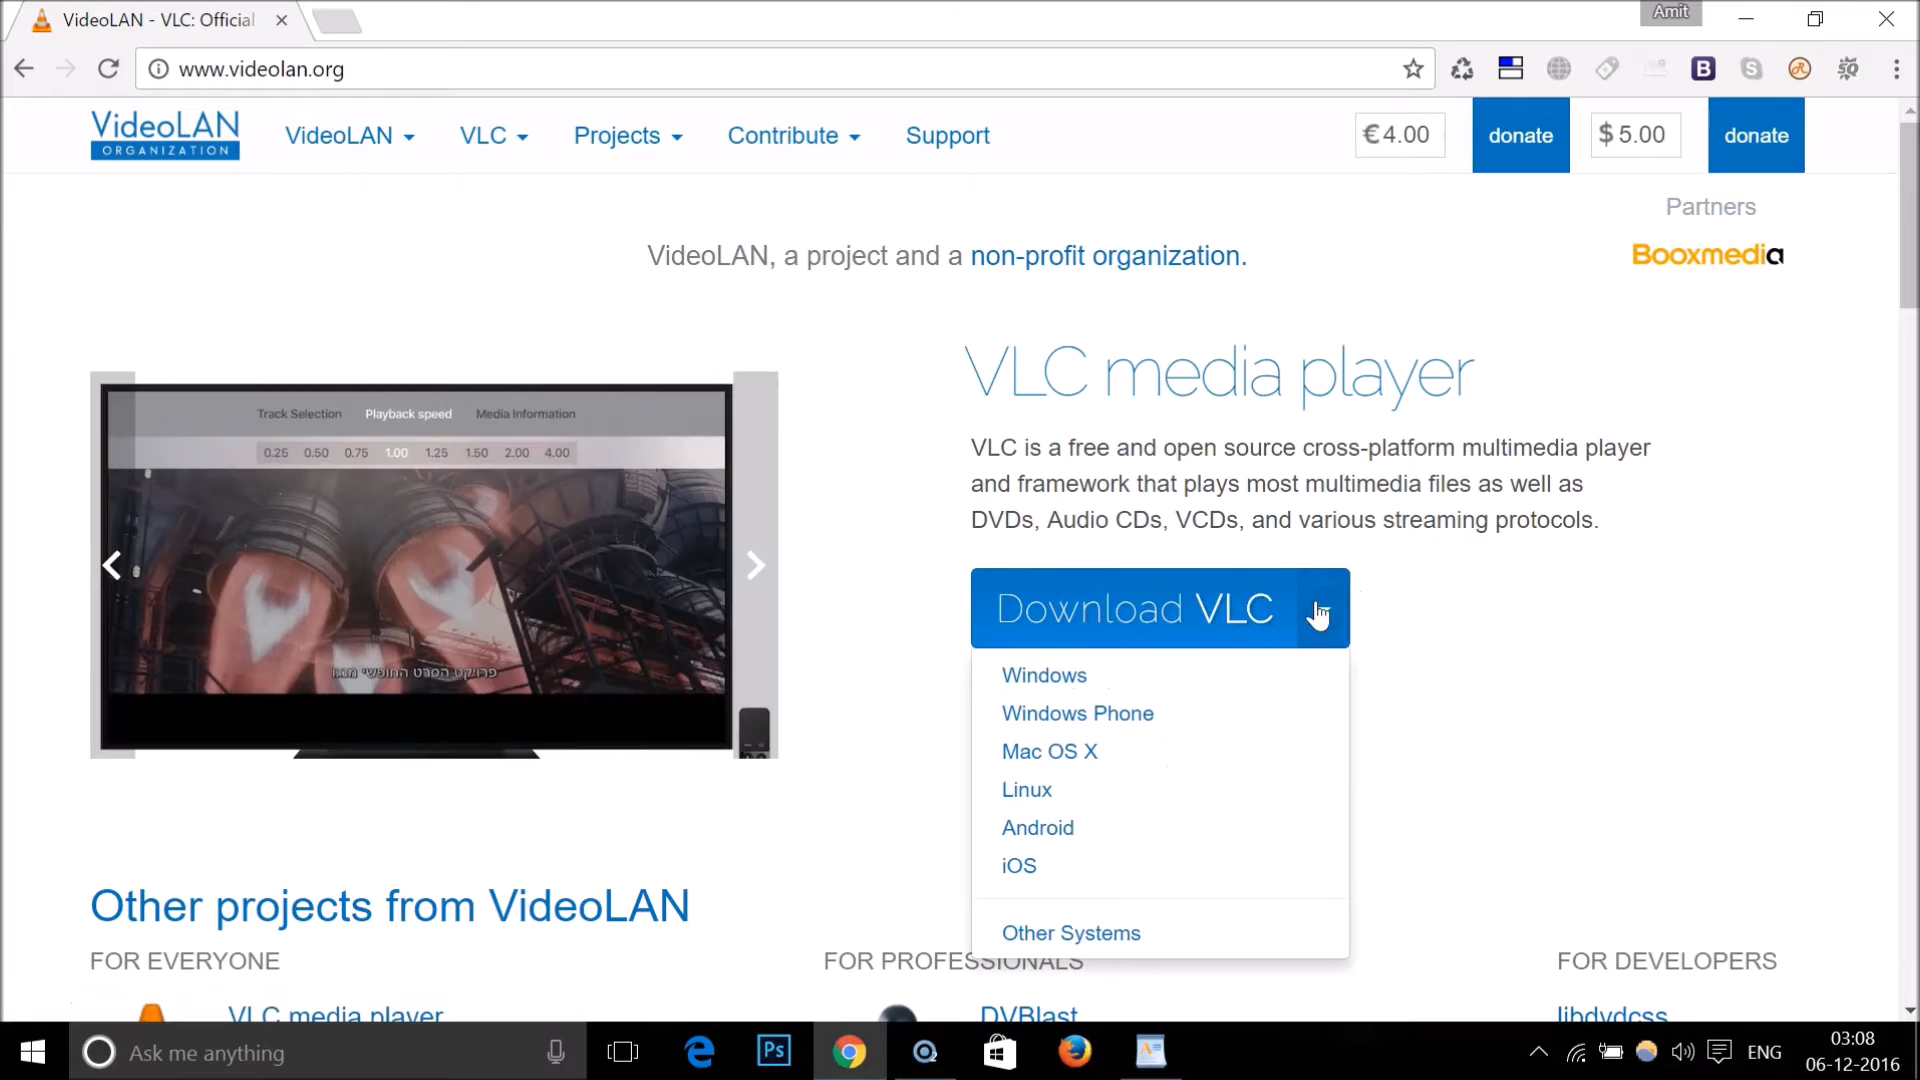 VideoLAN - VLC: Official
Amit
www.videolan.org
VideoLAN
ORGANIZATION
VideoLAN
VLC
Projects
Contribute
Support
€4.00
donate
$5.00
donate
Partners
VideoLAN, a project and a non-profit organization.
Booxmedia
VLC media player
VLC is a free and open source cross-platform multimedia player
and framework that plays most multimedia files as well as
DVDs, Audio CDs, VCDs, and various streaming protocols.
Track Selection Playback speed Media Information
0.25 0.50 0.75 1.00 1.25 1.50 2.00 4.00
פרויקט הסרט החופשי מגגו
Download VLC
Windows
Windows Phone
Mac OS X
Linux
Android
iOS
Other Systems
Other projects from VideoLAN
FOR EVERYONE
FOR PROFESSIONALS
FOR DEVELOPERS
VLC media player
DVBlast
libdvdcss
Ask me anything
Ps
ENG
03:08
06-12-2016